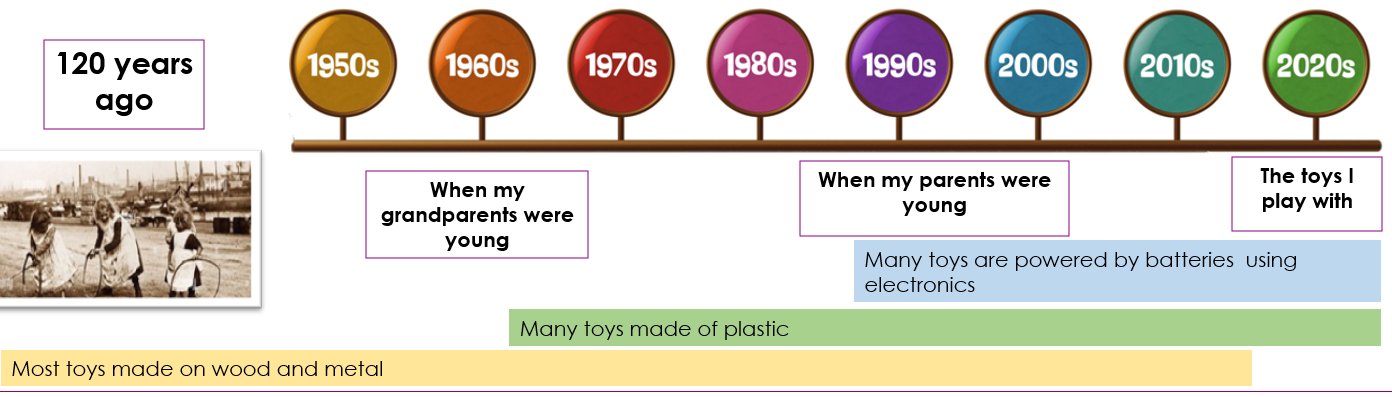 120 years
ago
1950s
1960s
1970s
1980s
1990s
2000s
2010s
2020s
When my
grandparents were
young
When my parents were
young
The toys I
play with
Many toys are powered by batteries  using
electronics
Many toys made of plastic
Most toys made on wood and metal